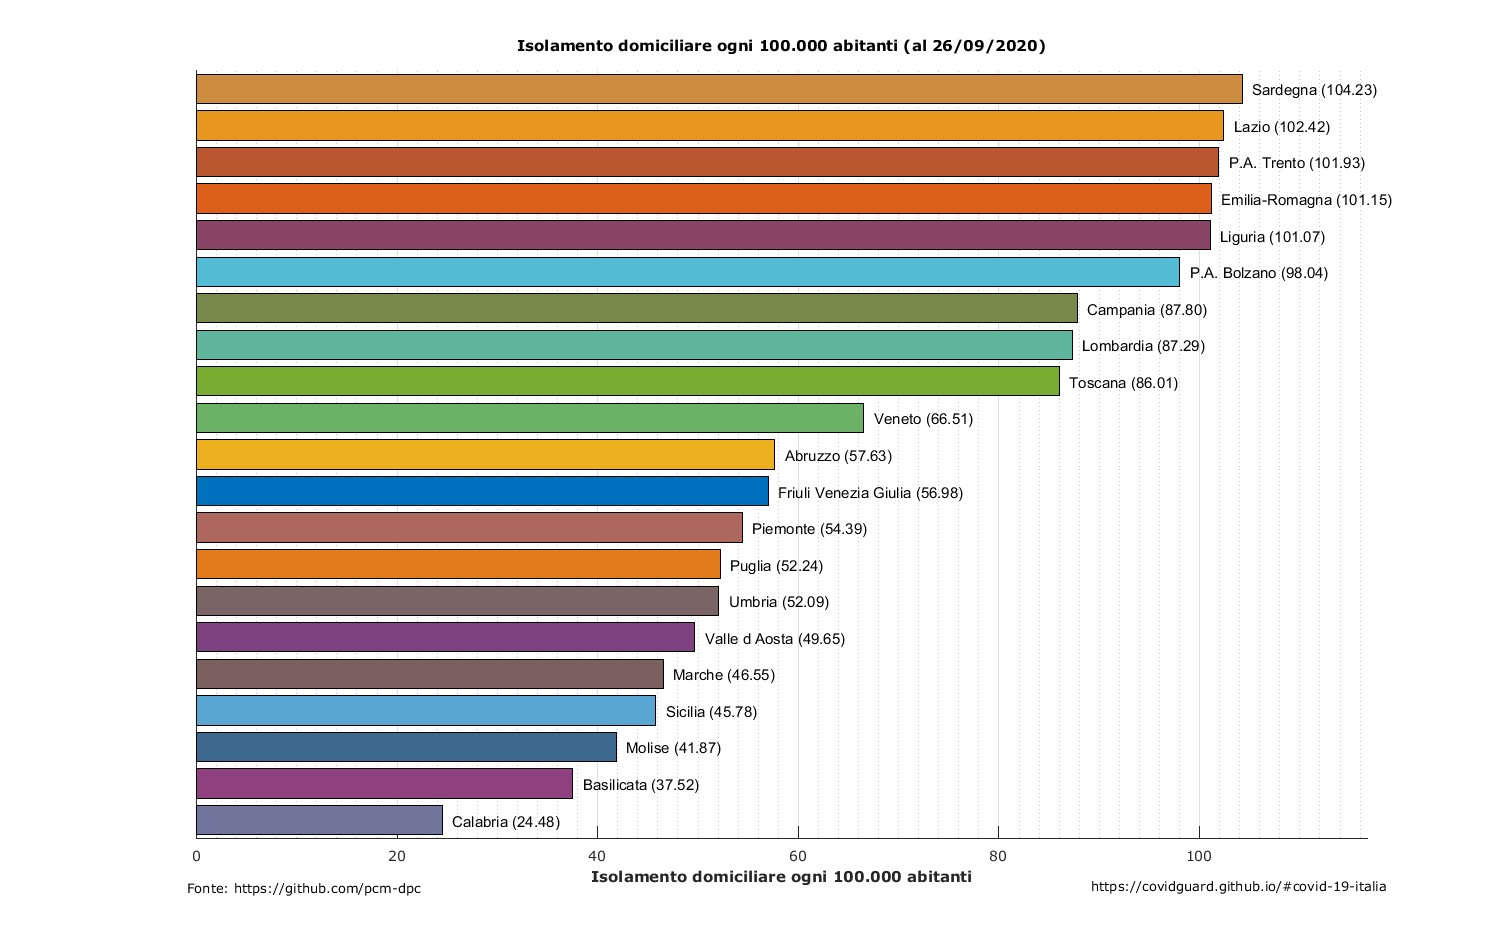 Isolamento domiciliare ogni 100.000 abitanti (al 26/09/2020)
Sardegna (104.23)
Lazio (102.42)
P.A. Trento (101.93)
Emilia-Romagna (101.15)
Liguria (101.07)
P.A. Bolzano (98.04)
Campania (87.80)
Lombardia (87.29)
Toscana (86.01)
Veneto (66.51)
Abruzzo (57.63)
Friuli Venezia Giulia (56.98)
Piemonte (54.39)
Puglia (52.24)
Umbria (52.09)
Valle d Aosta (49.65)
Marche (46.55)
Sicilia (45.78)
Molise (41.87)
Basilicata (37.52)
Calabria (24.48)
0 20 40 60 80 100
Isolamento domiciliare ogni 100.000 abitanti
Fonte: https://github.com/pcm-dpc
https://covidguard.github.io/#covid-19-italia